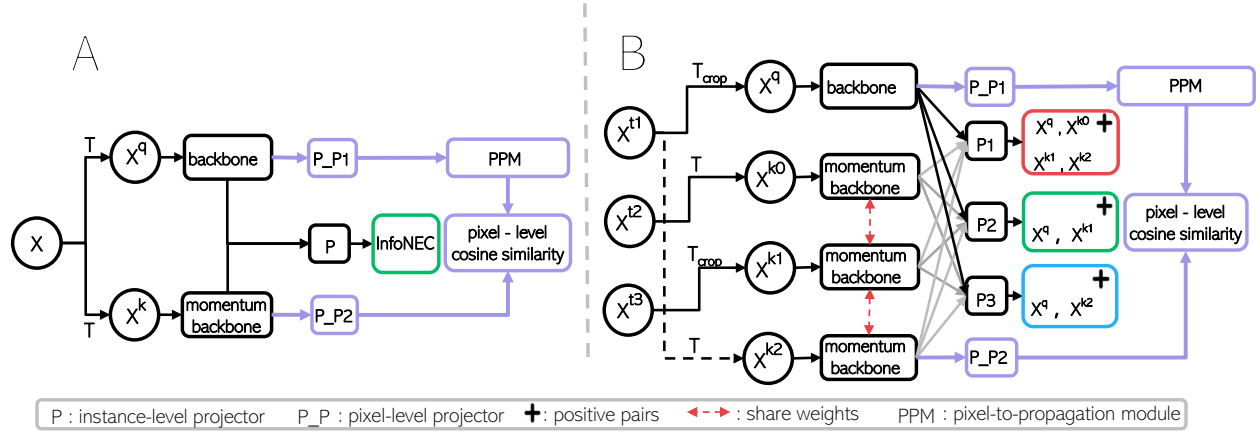 A
T
X^q
backbone
P_P1
PPM
X
P
InfoNEC
pixel - level
cosine similarity
T
X^k
momentum
backbone
P_P2
B
X^t1
T_crop
X^q
backbone
P_P1
PPM
P1
X^q , X^k0 +
X^k1 , X^k2
X^t2
T
X^k0
momentum
backbone
P2
+
X^q , X^k1
pixel - level
cosine similarity
X^t3
T_crop
X^k1
momentum
backbone
P3
+
X^q , X^k2
T
X^k2
momentum
backbone
P_P2
P : instance-level projector P_P : pixel-level projector + : positive pairs : share weights PPM : pixel-to-propagation module